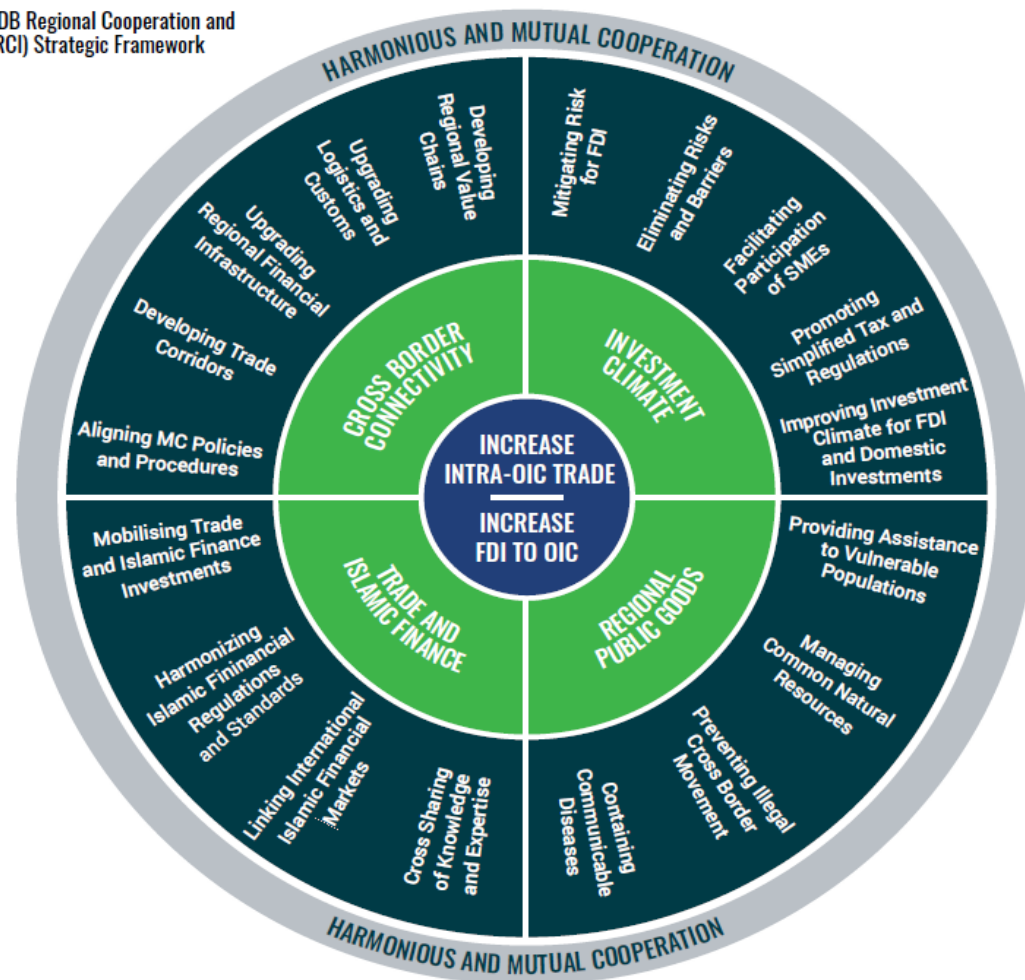 DB Regional Cooperation and
RCI) Strategic Framework
HARMONIOUS AND MUTUAL COOPERATION
Developing
Regional Value
Chains
Upgrading
Logistics and
Customs
Upgrading
Regional Financial
Infrastructure
Developing Trade
Corridors
Aligning MC Policies
and Procedures
Mitigating Risk
for FDI
Eliminating Risks
and Barriers
Facilitating
Participation
of SMEs
Promoting
Simplified Tax and
Regulations
Improving Investment
Climate for FDI
and Domestic
Investments
CROSS BORDER
CONNECTIVITY
INVESTMENT
CLIMATE
INCREASE
INTRA-OIC TRADE
INCREASE
FDI TO OIC
TRADE AND
ISLAMIC FINANCE
REGIONAL
PUBLIC GOODS
Mobilising Trade
and Islamic Finance
Investments
Harmonizing
Islamic Fininancial
Regulations
and Standards
Linking International
Islamic Financial
Markets
Cross Sharing
of Knowledge
and Expertise
Providing Assistance
to Vulnerable
Populations
Managing
Common Natural
Resources
Preventing Illegal
Cross Border
Movement
Containing
Communicable
Diseases
HARMONIOUS AND MUTUAL COOPERATION